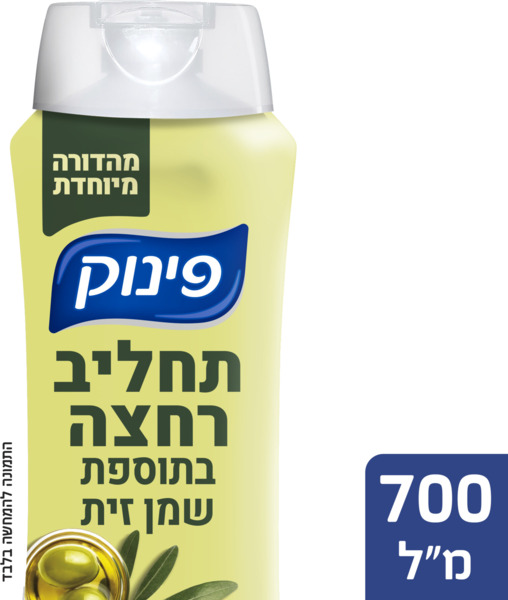 מהדורה
מיוחדת
פינוק
תחליב
רחצה
בתוספת
שמן זית
700
מ"ל
התמונה להמחשה בלבד